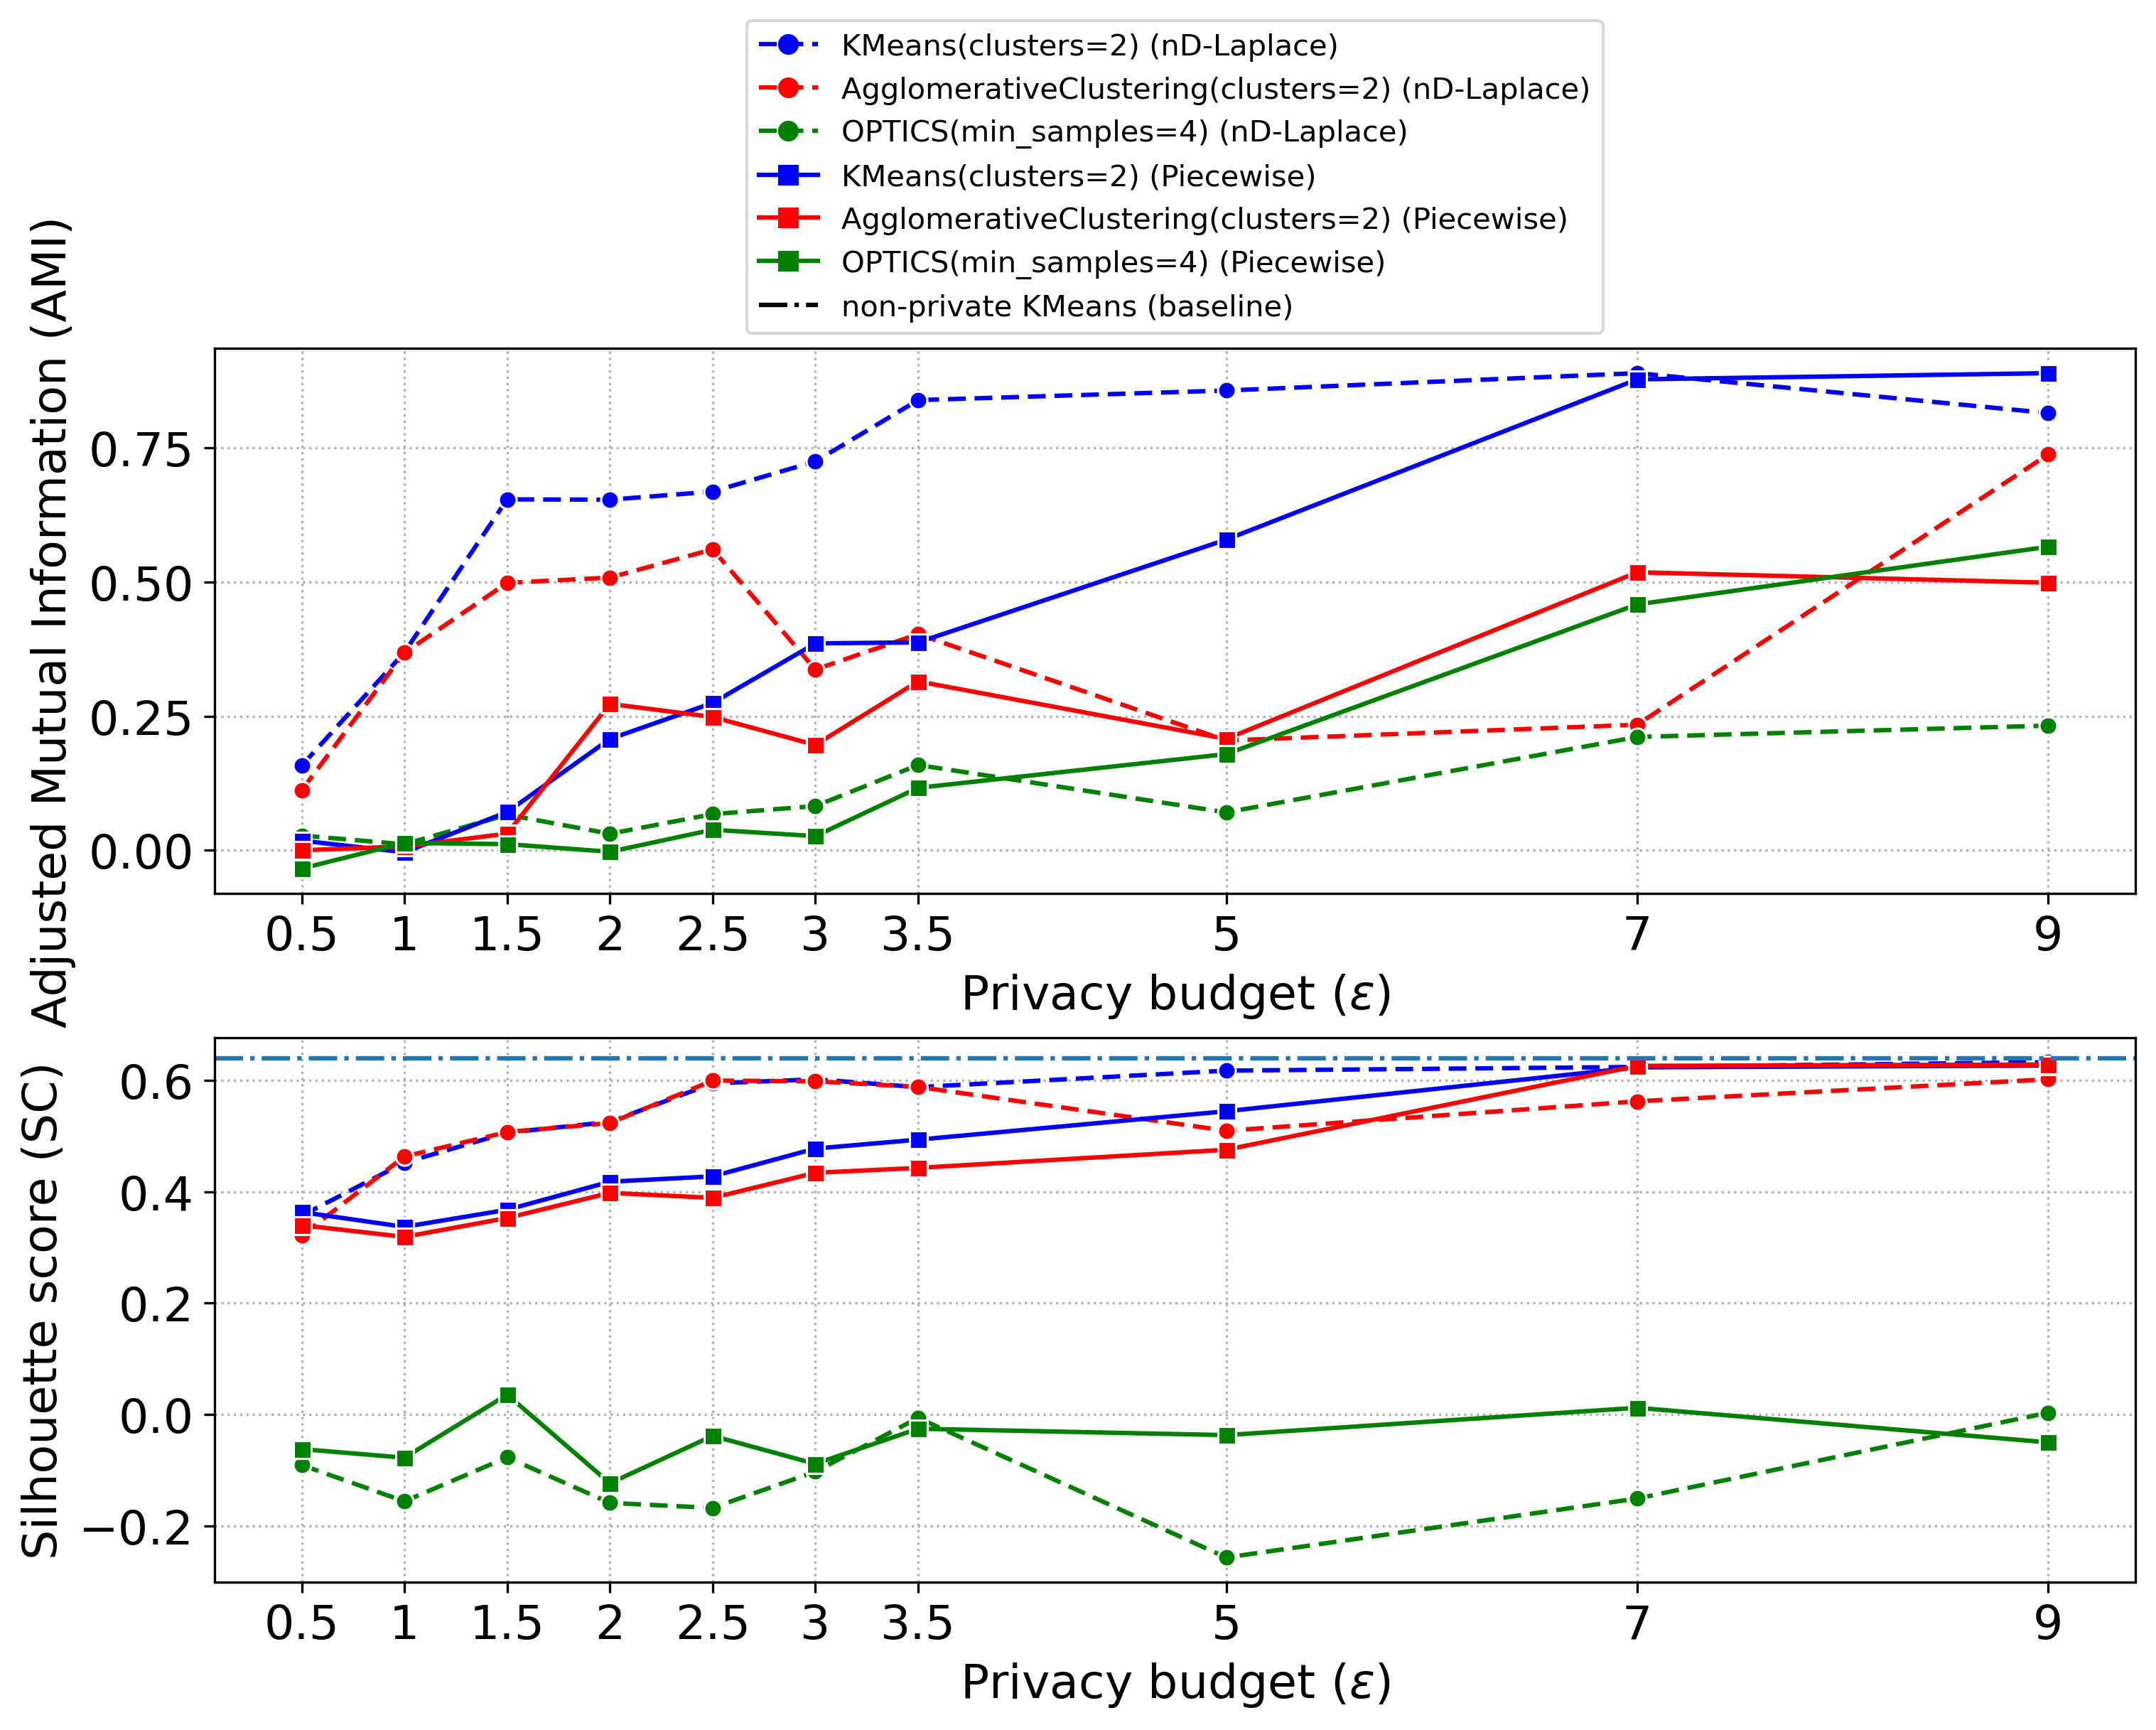 KMeans(clusters=2) (nD-Laplace)
AgglomerativeClustering(clusters=2) (nD-Laplace)
OPTICS(min_samples=4) (nD-Laplace)
KMeans(clusters=2) (Piecewise)
AgglomerativeClustering(clusters=2) (Piecewise)
OPTICS(min_samples=4) (Piecewise)
non-private KMeans (baseline)
Adjusted Mutual Information (AMI)
0.75
0.50
0.25
0.00
0.5 1 1.5 2 2.5 3 3.5 5 7 9
Privacy budget (ε)
Silhouette score (SC)
0.6
0.4
0.2
0.0
−0.2
0.5 1 1.5 2 2.5 3 3.5 5 7 9
Privacy budget (ε)